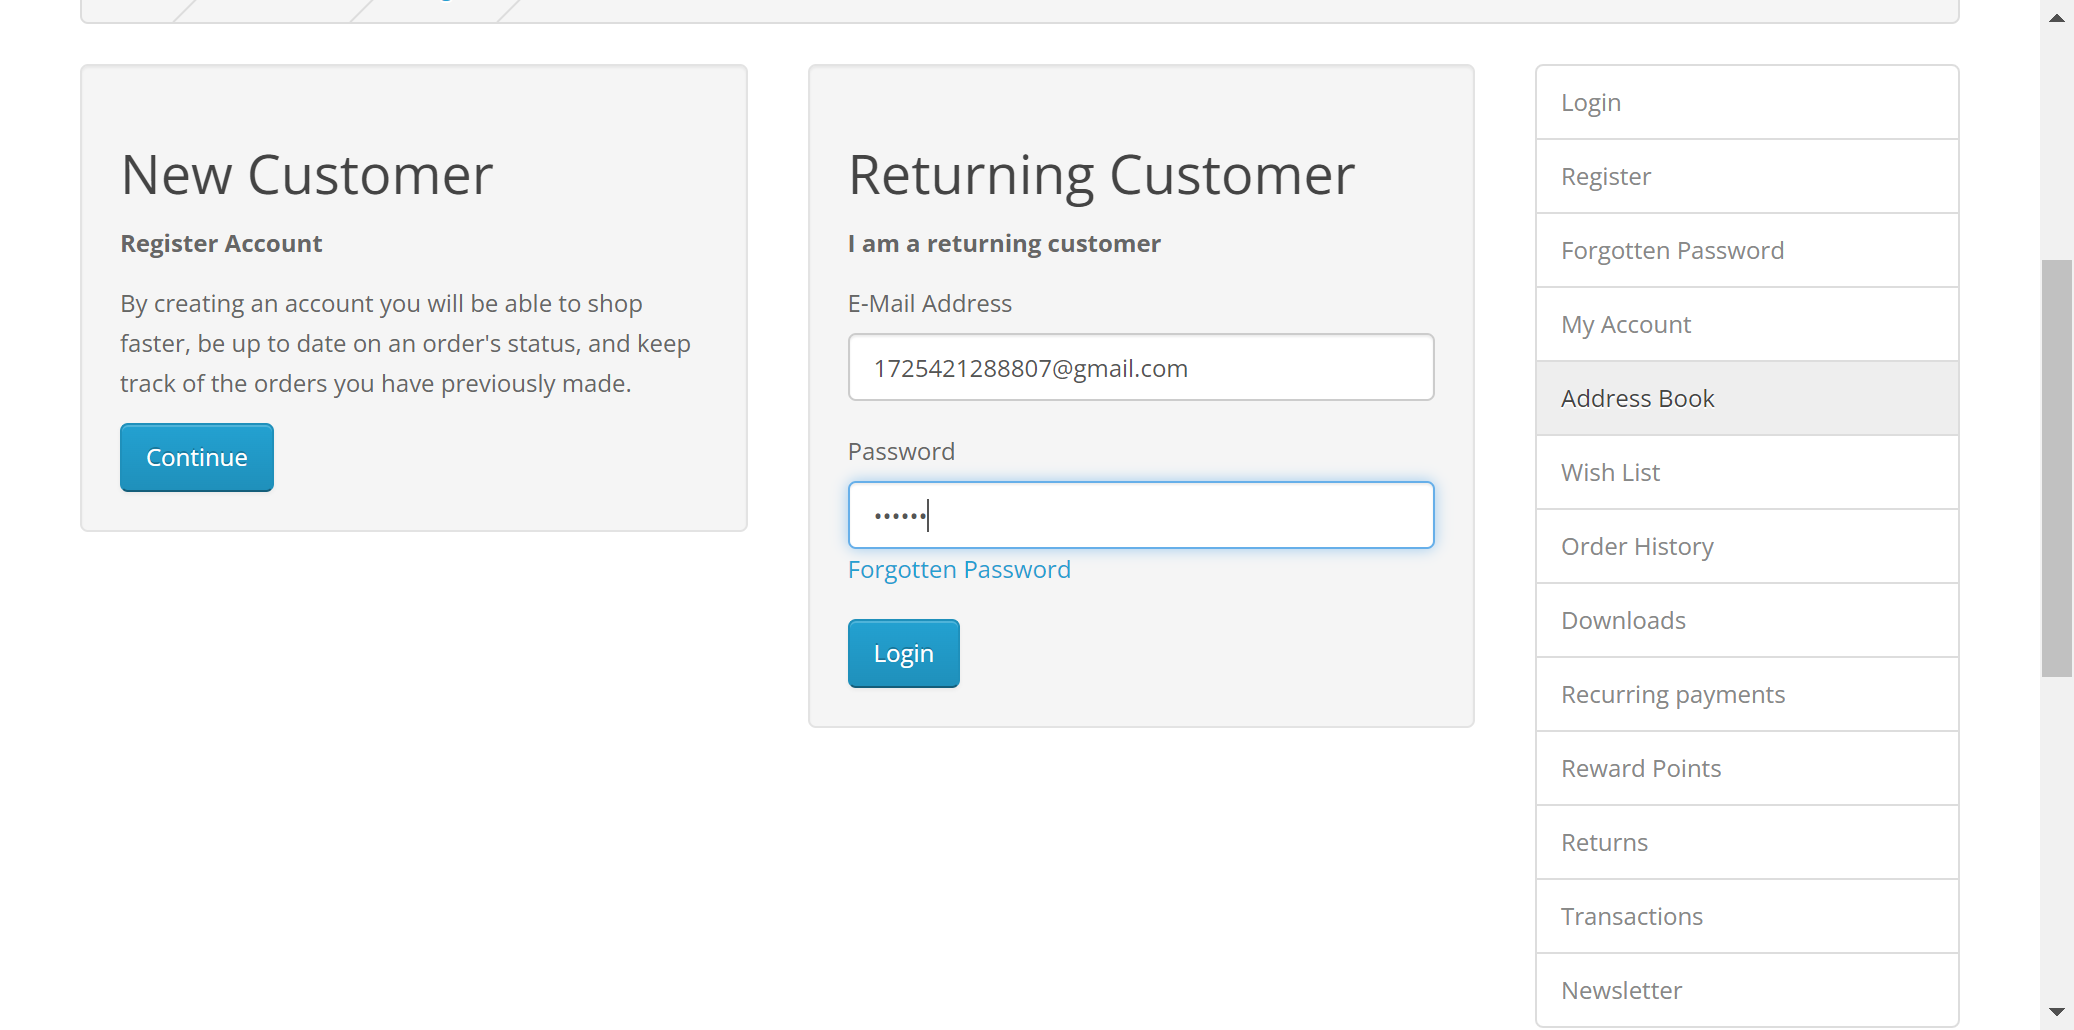 New Customer
Register Account
By creating an account you will be able to shop
faster, be up to date on an order's status, and keep
track of the orders you have previously made.
Continue
Returning Customer
I am a returning customer
E-Mail Address
1725421288807@gmail.com
Password
••••••
Forgotten Password
Login
Login
Register
Forgotten Password
My Account
Address Book
Wish List
Order History
Downloads
Recurring payments
Reward Points
Returns
Transactions
Newsletter